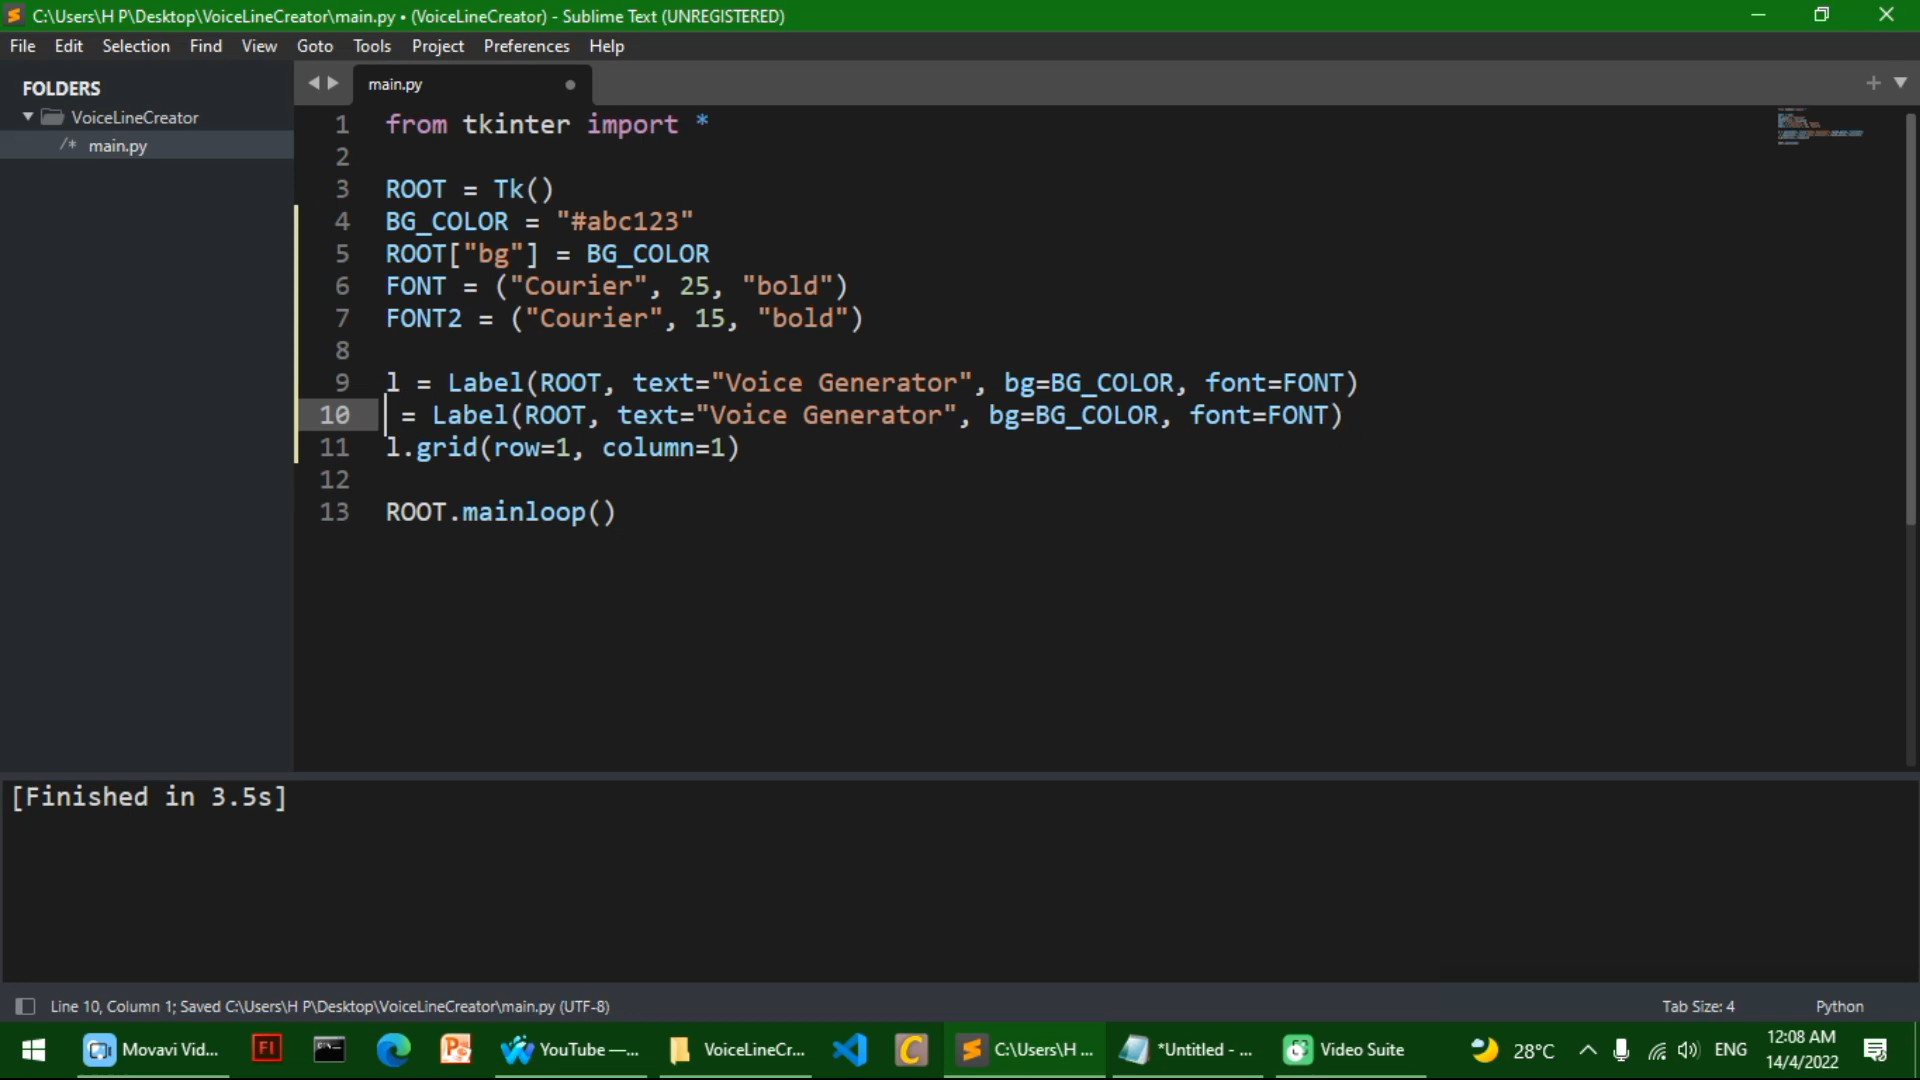 C:\Users\H P\Desktop\VoiceLineCreator\main.py • (VoiceLineCreator) - Sublime Text (UNREGISTERED)
File Edit Selection Find View Goto Tools Project Preferences Help
FOLDERS
VoiceLineCreator
/* main.py
main.py
1 from tkinter import *
2
3 ROOT = Tk()
4 BG_COLOR = "#abc123"
5 ROOT["bg"] = BG_COLOR
6 FONT = ("Courier", 25, "bold")
7 FONT2 = ("Courier", 15, "bold")
8
9 l = Label(ROOT, text="Voice Generator", bg=BG_COLOR, font=FONT)
10  = Label(ROOT, text="Voice Generator", bg=BG_COLOR, font=FONT)
11 l.grid(row=1, column=1)
12
13 ROOT.mainloop()
[Finished in 3.5s]
Line 10, Column 1; Saved C:\Users\H P\Desktop\VoiceLineCreator\main.py (UTF-8) Tab Size: 4 Python
Movavi Vid... Fl YouTube —... VoiceLineCr... C:\Users\H ... *Untitled - ... Video Suite 28°C ENG 12:08 AM
14/4/2022